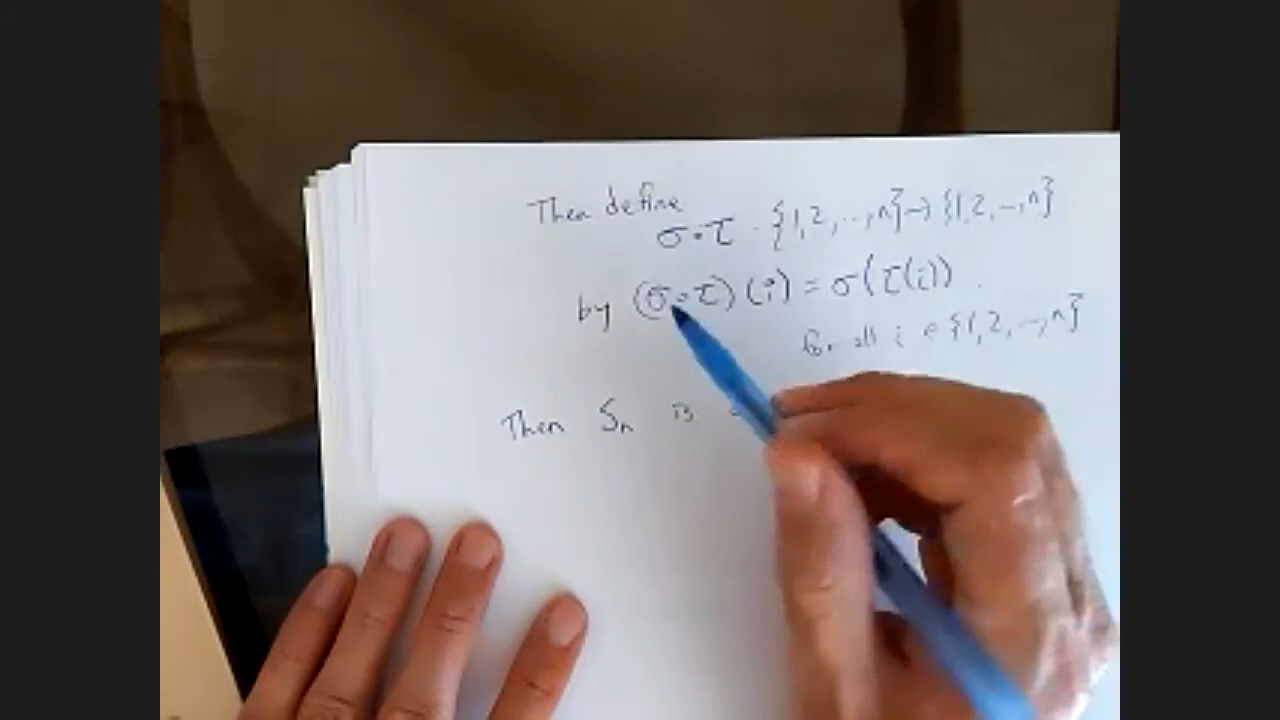 Then define
σ∘τ : {1,2,...,n}→{1,2,...,n}
by (σ∘τ)(i) = σ(τ(i)).
for all i ∈ {1,2,...,n}
Then Sn is